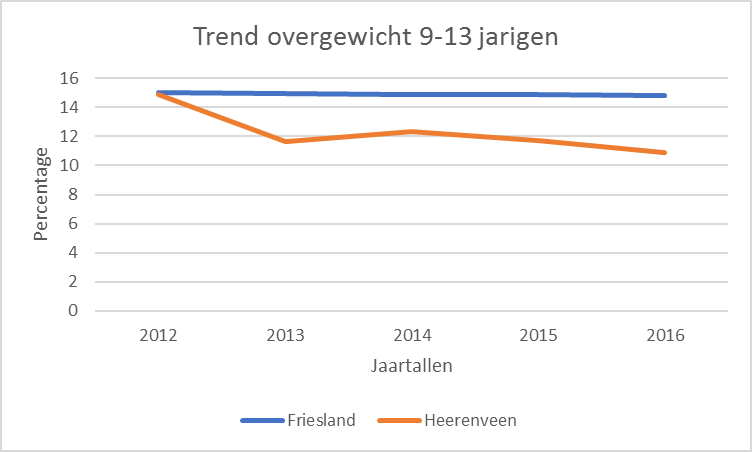 Trend overgewicht 9-13 jarigen
Percentage
16
14
12
10
8
6
4
2
0
2012 2013 2014 2015 2016
Jaartallen
Friesland Heerenveen